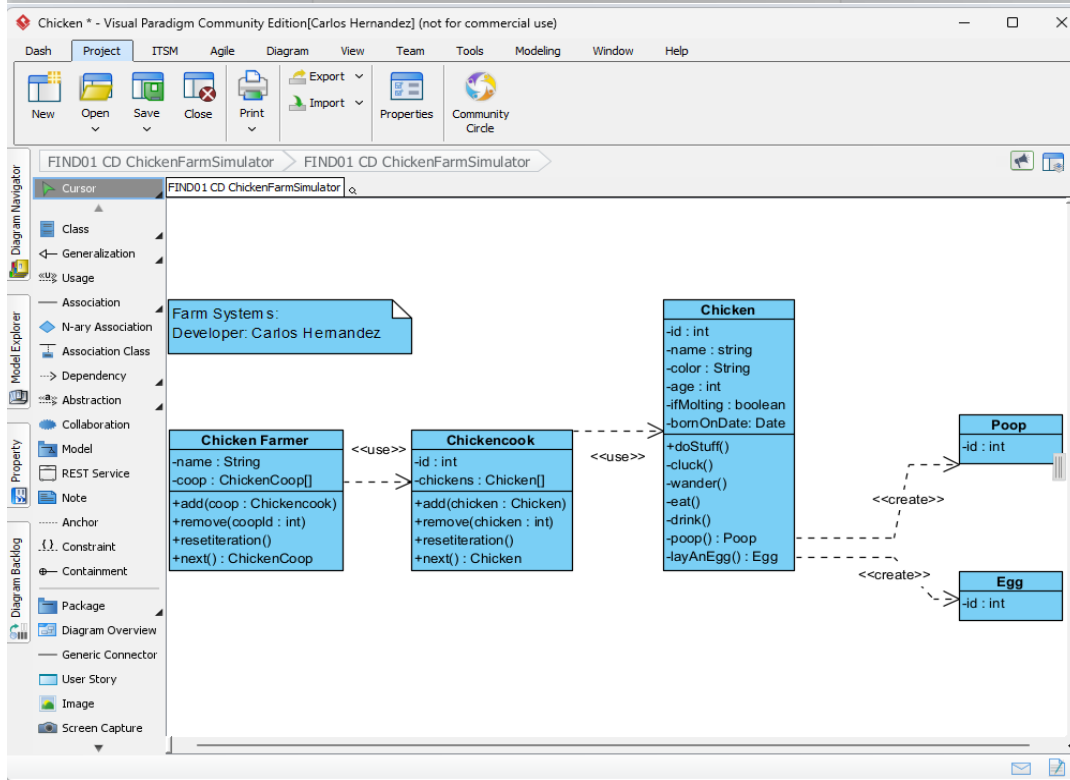 Chicken * - Visual Paradigm Community Edition[Carlos Hernandez] (not for commercial use)
Dash Project ITSM Agile Diagram View Team Tools Modeling Window Help
New Open Save Close Print Export Import Properties Community Circle
FIND01 CD ChickenFarmSimulator FIND01 CD ChickenFarmSimulator
Diagram Navigator
Model Explorer
Property
Diagram Backlog
Cursor
Class
Generalization
Usage
Association
N-ary Association
Association Class
Dependency
Abstraction
Collaboration
Model
REST Service
Note
Anchor
Constraint
Containment
Package
Diagram Overview
Generic Connector
User Story
Image
Screen Capture
FIND01 CD ChickenFarmSimulator
Farm Systems:
Developer: Carlos Hernandez
Chicken Farmer
-name : String
-coop : ChickenCoop[]
+add(coop : Chickencook)
+remove(coopId : int)
+resetiteration()
+next() : ChickenCoop
<<use>>
Chickencook
-id : int
-chickens : Chicken[]
+add(chicken : Chicken)
+remove(chicken : int)
+resetiteration()
+next() : Chicken
<<use>>
Chicken
-id : int
-name : string
-color : String
-age : int
-ifMolting : boolean
-bornOnDate: Date
+doStuff()
-cluck()
-wander()
-eat()
-drink()
-poop() : Poop
-layAnEgg() : Egg
<<create>>
<<create>>
Poop
-id : int
Egg
-id : int